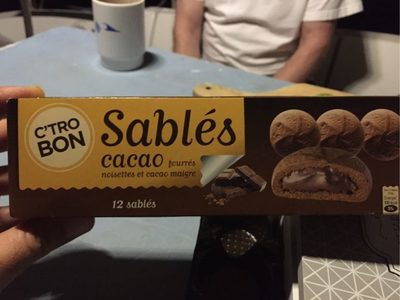 C'TRO
BON
Sablés
cacao fourrés
noisettes et cacao maigre
12 sablés